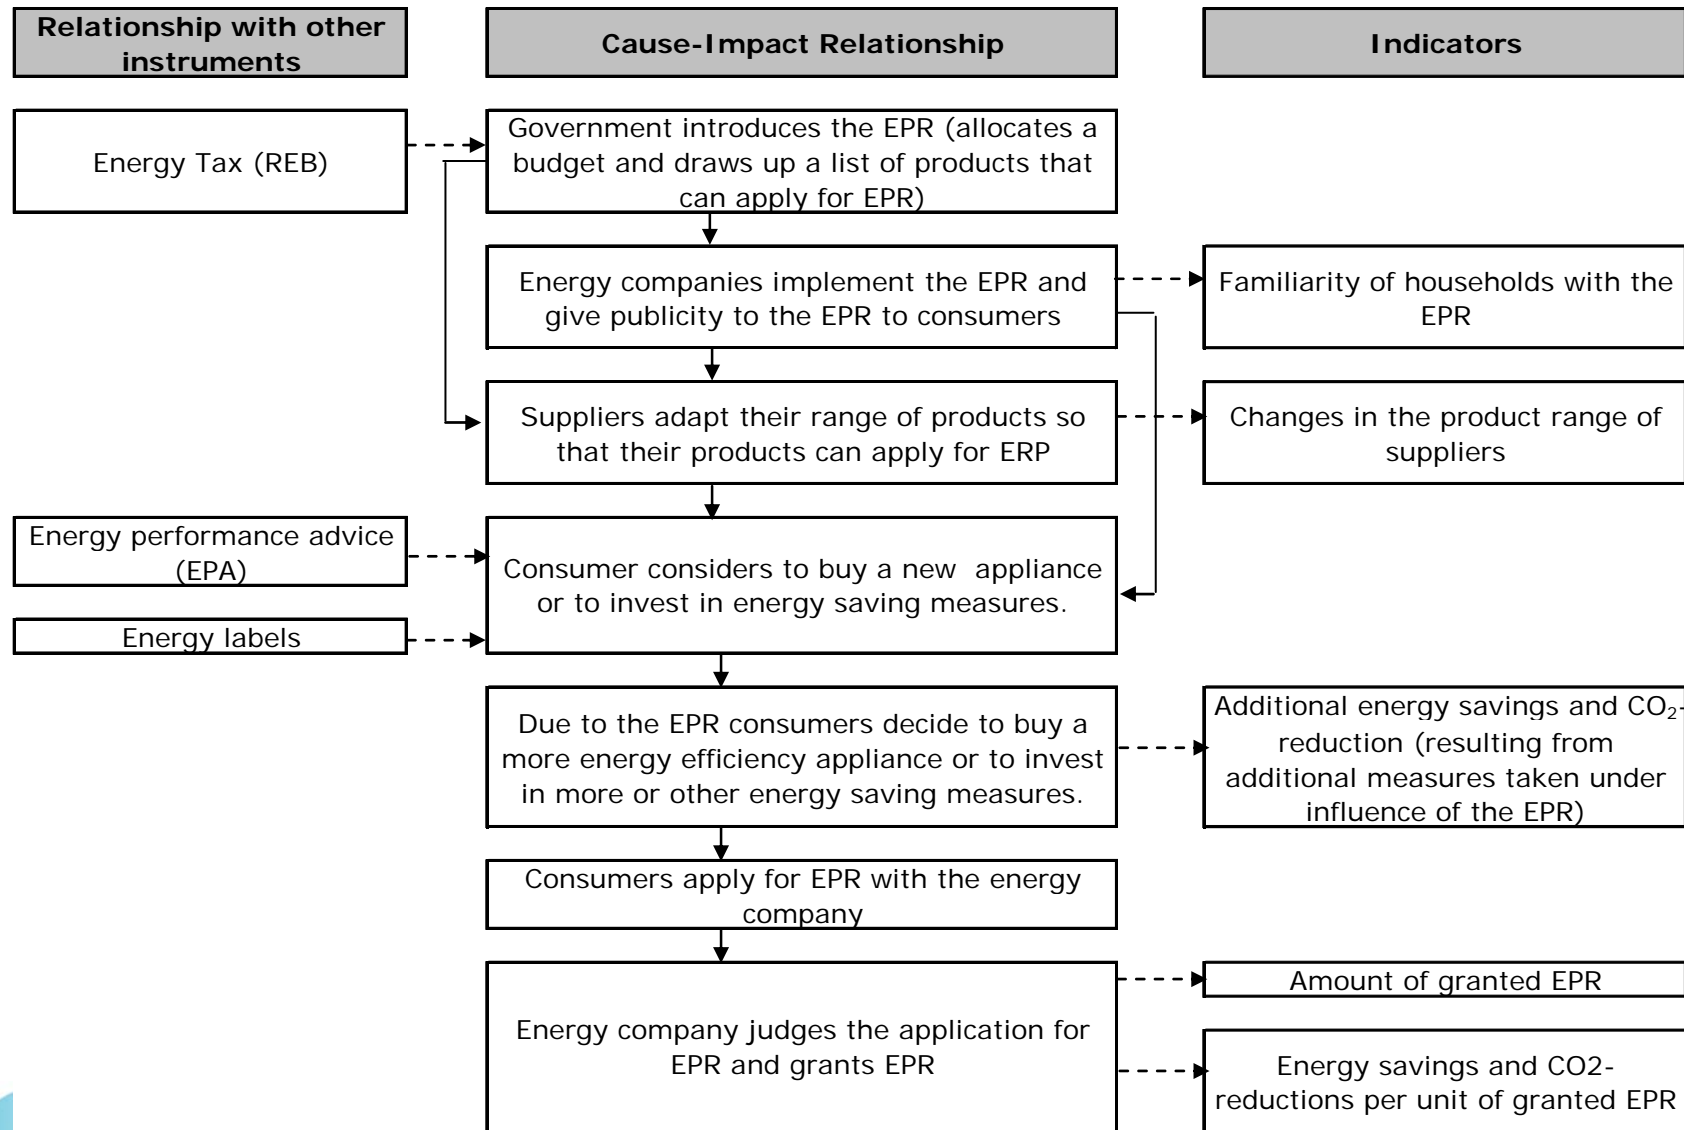 Relationship with other
instruments
Cause-Impact Relationship
Indicators
Energy Tax (REB)
Government introduces the EPR (allocates a
budget and draws up a list of products that
can apply for EPR)
Energy companies implement the EPR and
give publicity to the EPR to consumers
Familiarity of households with the
EPR
Suppliers adapt their range of products so
that their products can apply for ERP
Changes in the product range of
suppliers
Energy performance advice
(EPA)
Energy labels
Consumer considers to buy a new appliance
or to invest in energy saving measures.
Due to the EPR consumers decide to buy a
more energy efficiency appliance or to invest
in more or other energy saving measures.
Additional energy savings and CO₂-
reduction (resulting from
additional measures taken under
influence of the EPR)
Consumers apply for EPR with the energy
company
Energy company judges the application for
EPR and grants EPR
Amount of granted EPR
Energy savings and CO2-
reductions per unit of granted EPR